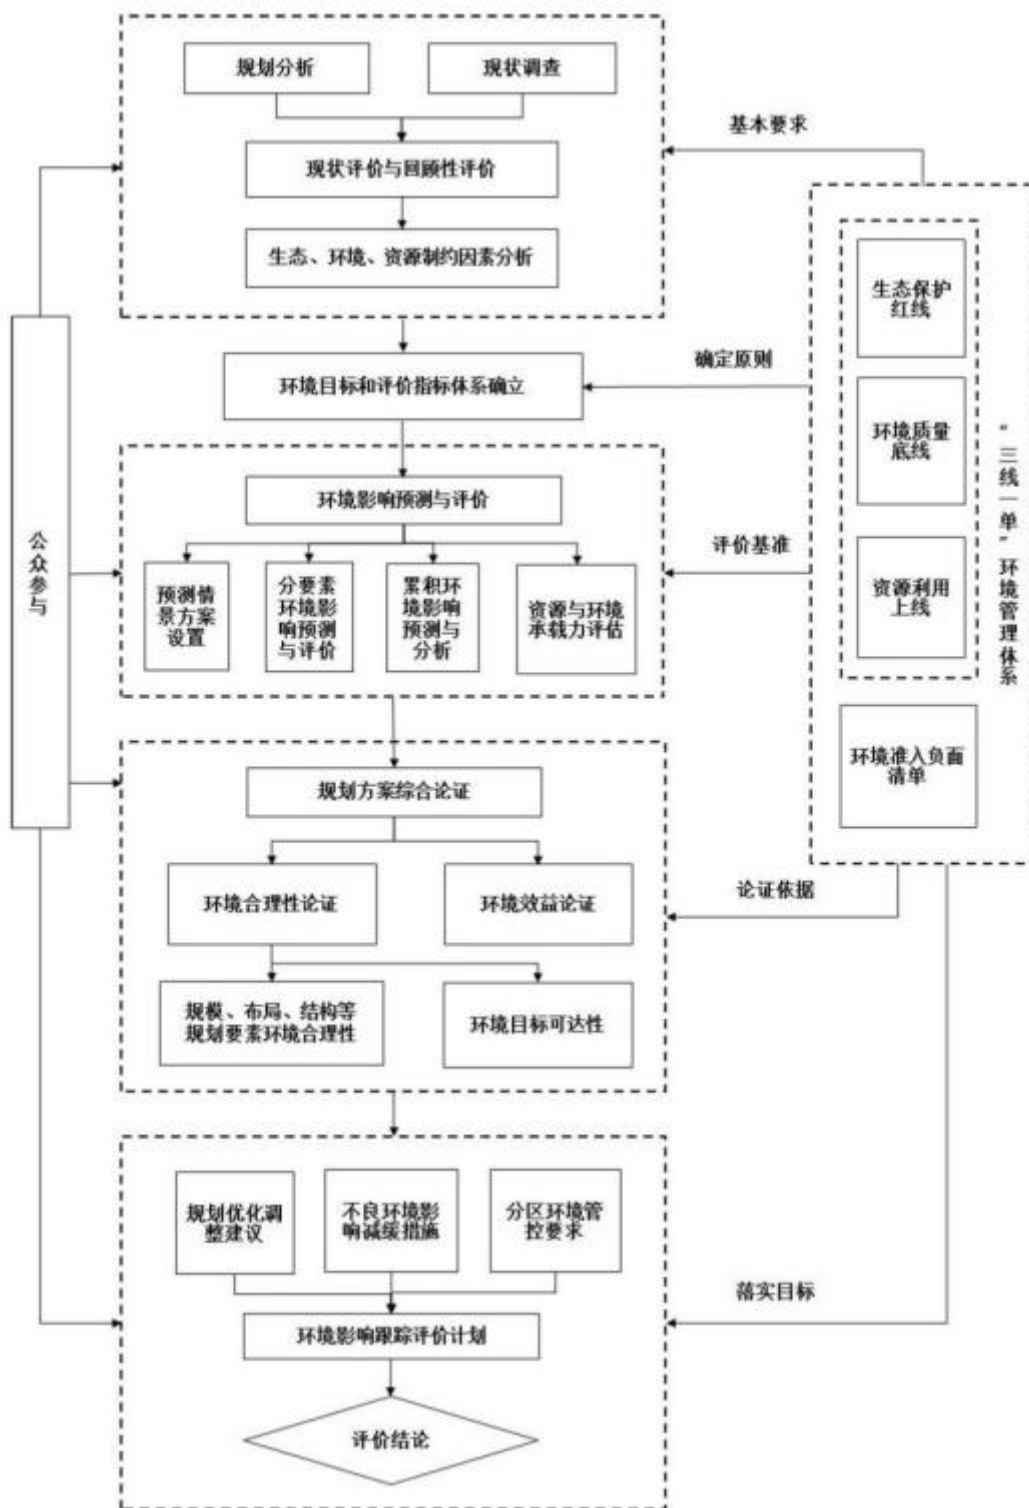 规划分析
现状调查
基本要求
现状评价与回顾性评价
生态、环境、资源制约因素分析
生态保护
红线
确定原则
环境目标和评价指标体系确立
环境质量
底线
“三线一单”环境管理体系
公众参与
环境影响预测与评价
评价基准
预测情
景方案
设置
分要素
环境影
响预测
与评价
累积环
境影响
预测与
分析
资源与环境
承载力评估
资源利用
上线
环境准入负面
清单
规划方案综合论证
环境合理性论证
环境效益论证
论证依据
规模、布局、结构等
规划要素环境合理性
环境目标可达性
规划优化调
整建议
不良环境影
响减缓措施
分区环境管
控要求
落实目标
环境影响跟踪评价计划
评价结论